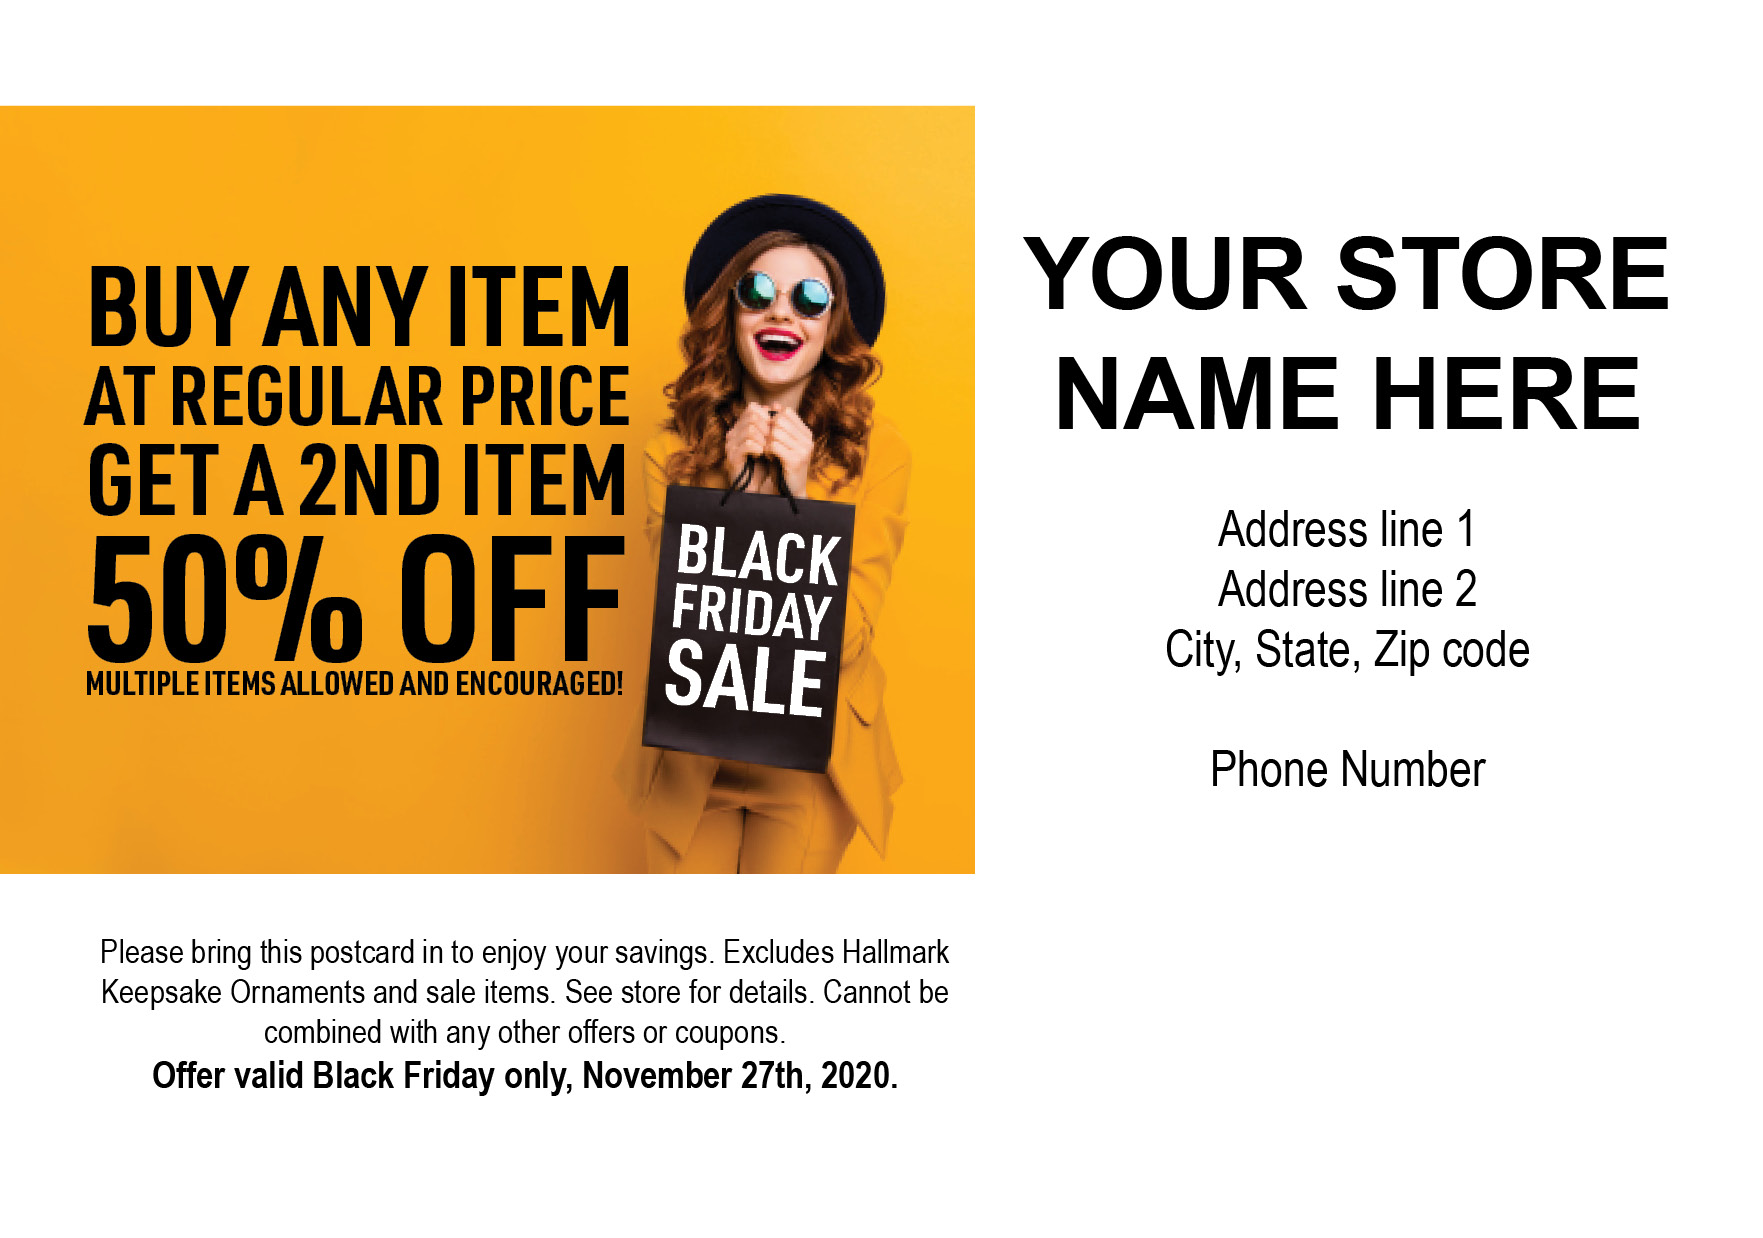 BUY ANY ITEM
AT REGULAR PRICE
GET A 2ND ITEM
50% OFF
MULTIPLE ITEMS ALLOWED AND ENCOURAGED!
BLACK
FRIDAY
SALE
Please bring this postcard in to enjoy your savings. Excludes Hallmark
Keepsake Ornaments and sale items. See store for details. Cannot be
combined with any other offers or coupons.
Offer valid Black Friday only, November 27th, 2020.
YOUR STORE
NAME HERE
Address line 1
Address line 2
City, State, Zip code
Phone Number